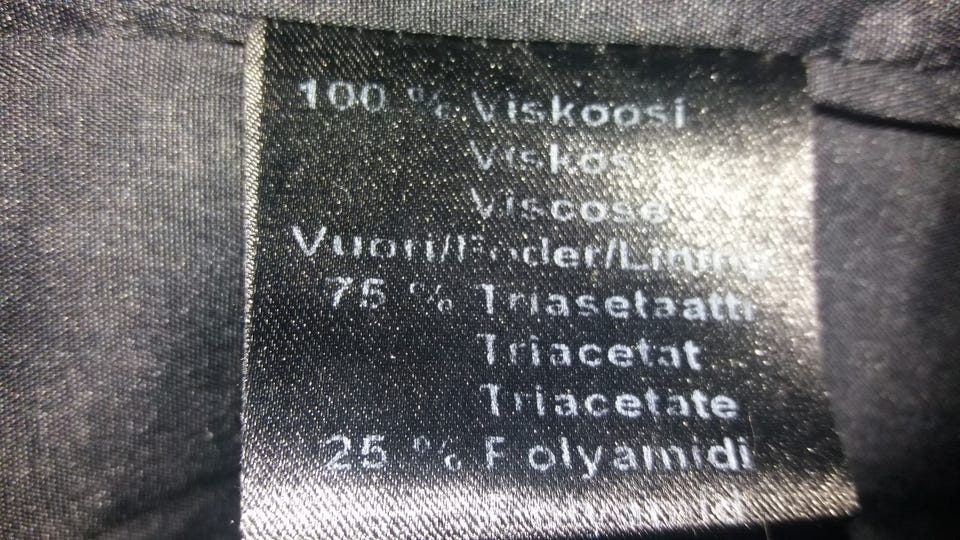 100 % Viskoosi
Viskos
Viscose
Vuori/Foder/Lining
75 % Triasetaatti
Triacetat
Triacetate
25 % Polyamidi